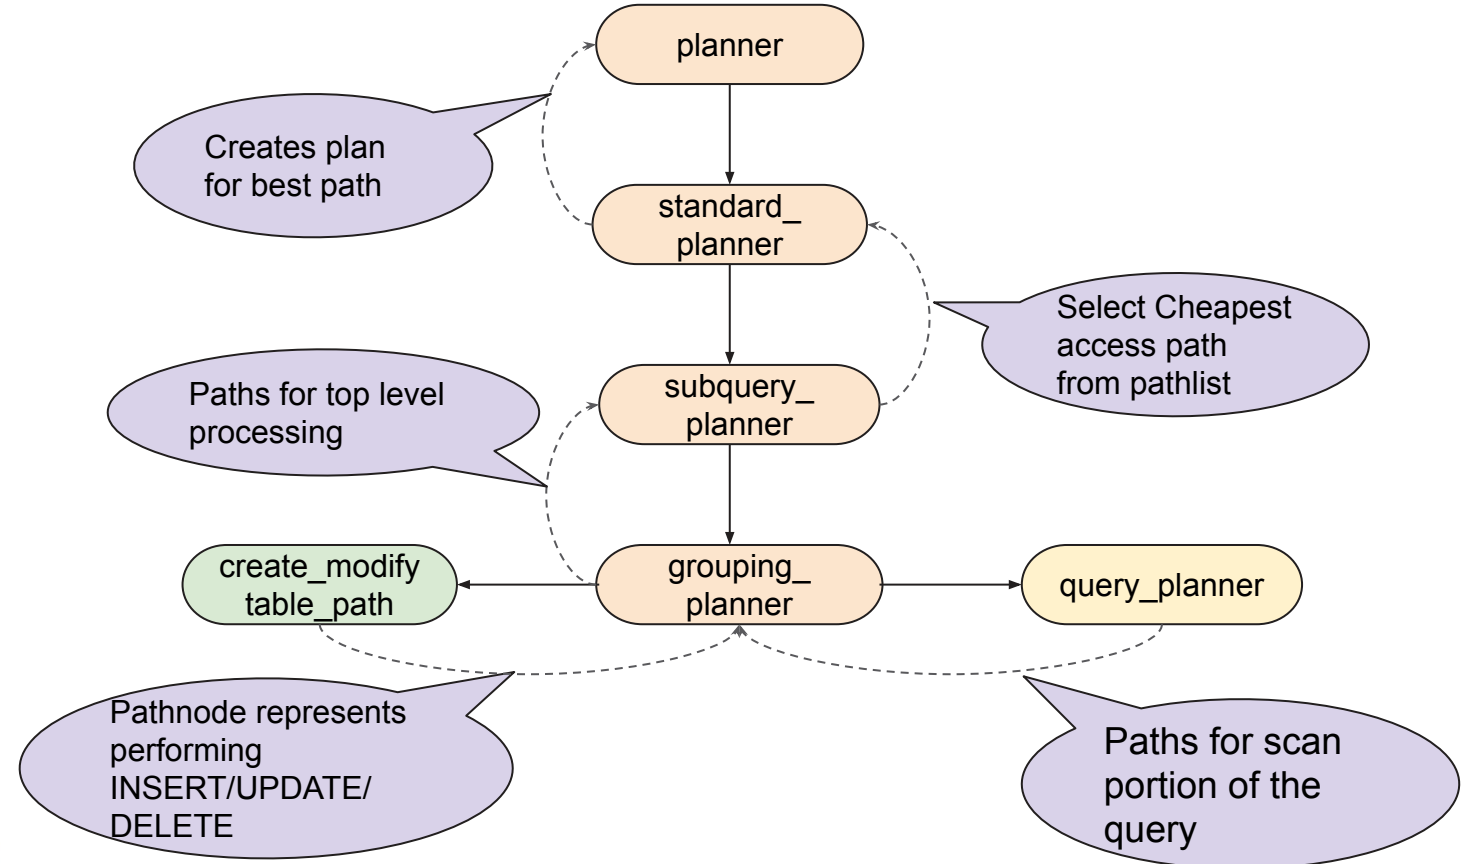 planner
Creates plan
for best path
standard_
planner
Select Cheapest
access path
from pathlist
Paths for top level
processing
subquery_
planner
create_modify
table_path
grouping_
planner
query_planner
Pathnode represents
performing
INSERT/UPDATE/
DELETE
Paths for scan
portion of the
query